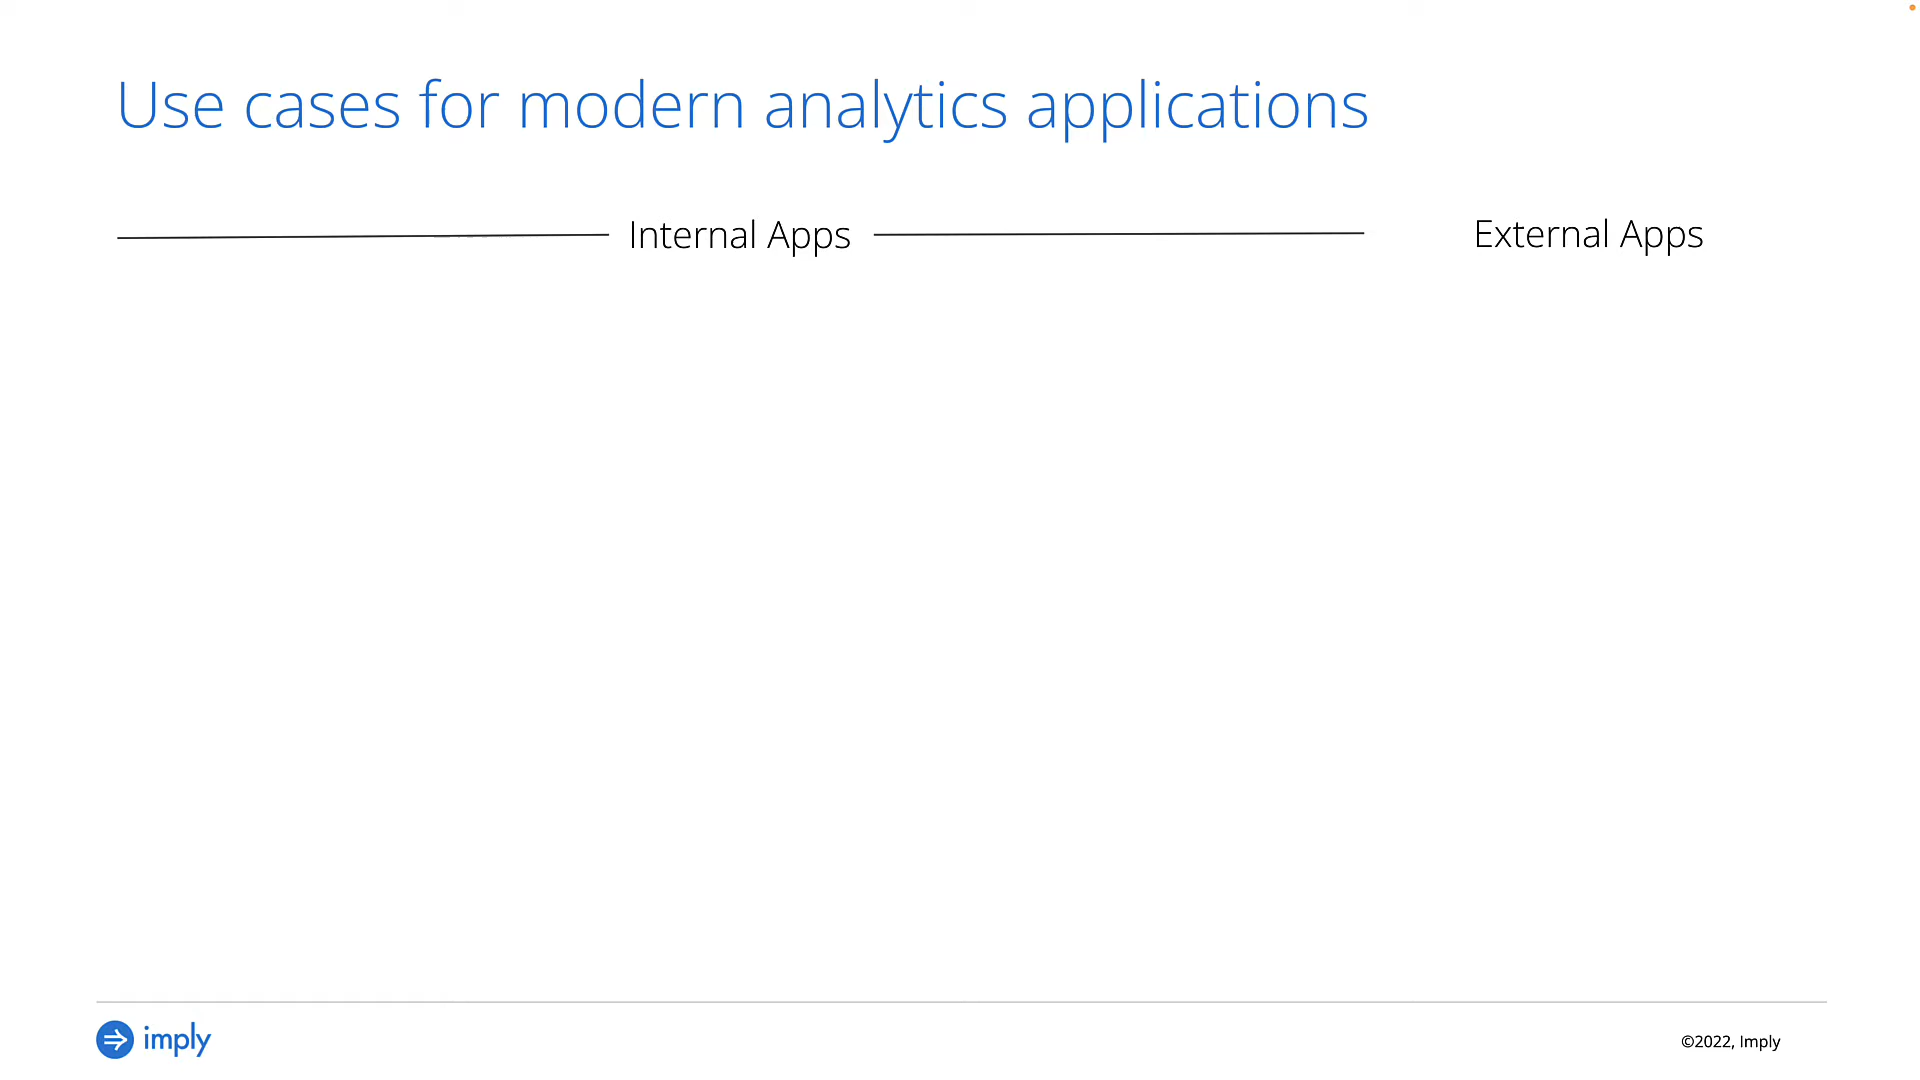 Use cases for modern analytics applications
Internal Apps
External Apps
imply
©2022, Imply